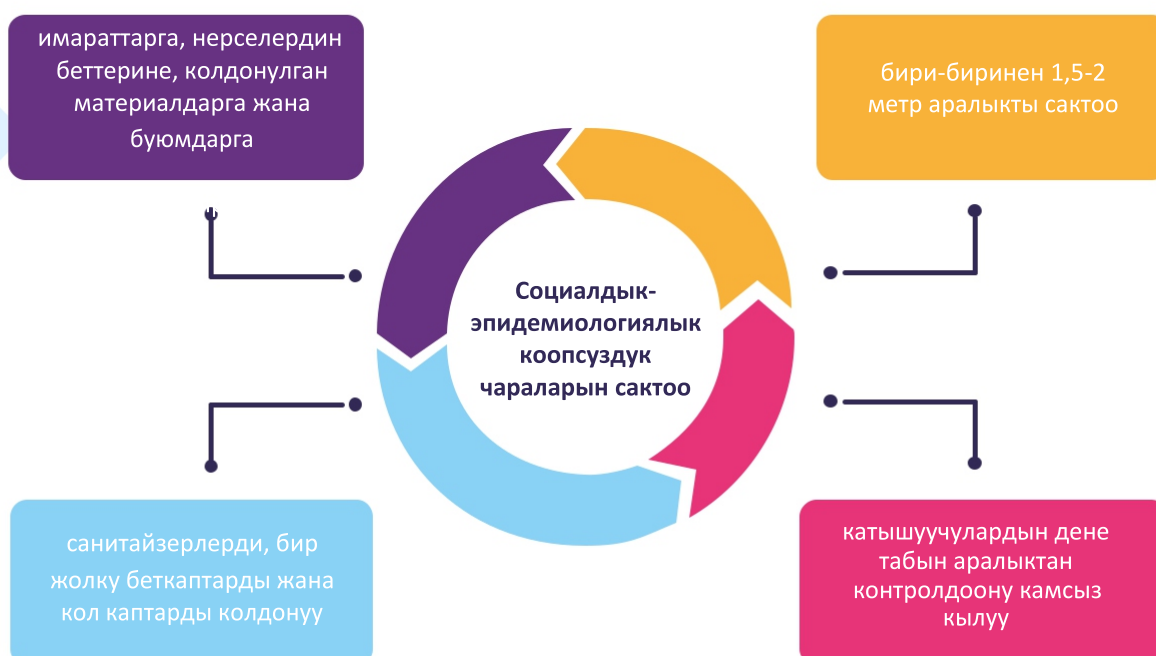 имараттарга, нерселердин
беттерине, колдонулган
материалдарга жана
буюмдарга
бири-биринен 1,5-2
метр аралыкты сактоо
Социалдык-
эпидемиологиялык
коопсуздук
чараларын сактоо
санитайзерлерди, бир
жолку беткаптарды жана
кол каптарды колдонуу
катышуучулардын дене
табын аралыктан
контролдоону камсыз
кылуу